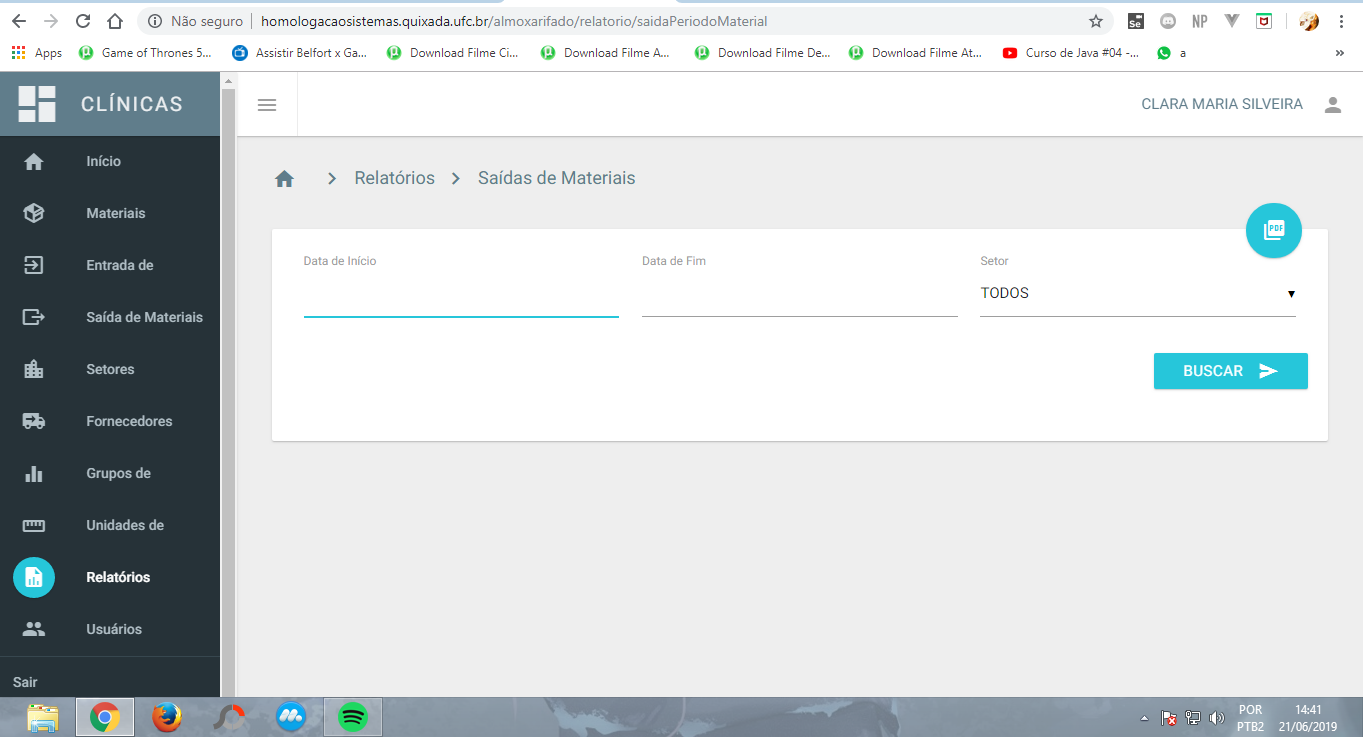 Não seguro
homologacaosistemas.quixada.ufc.br/almoxarifado/relatorio/saidaPeriodoMaterial
Se
NP
Apps
Game of Thrones 5...
Assistir Belfort x Ga...
Download Filme Ci...
Download Filme A...
Download Filme De...
Download Filme At...
Curso de Java #04 -...
a
»
CLÍNICAS
CLARA MARIA SILVEIRA
Início
Materiais
Entrada de
Saída de Materiais
Setores
Fornecedores
Grupos de
Unidades de
Relatórios
Usuários
Sair
Relatórios
Saídas de Materiais
PDF
Data de Início
Data de Fim
Setor
TODOS
BUSCAR
POR
PTB2
14:41
21/06/2019